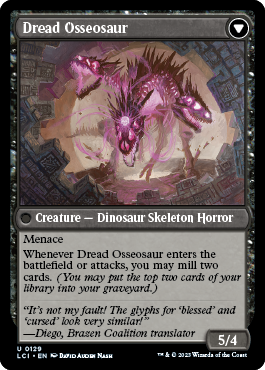 Dread Osseosaur
Creature — Dinosaur Skeleton Horror
Menace
Whenever Dread Osseosaur enters the
battlefield or attacks, you may mill two
cards. (You may put the top two cards of your
library into your graveyard.)
“It’s not my fault! The glyphs for ‘blessed’ and
‘cursed’ look very similar!”
—Diego, Brazen Coalition translator
5/4
U 0129
LCI • EN David Auden Nash
™ & © 2023 Wizards of the Coast